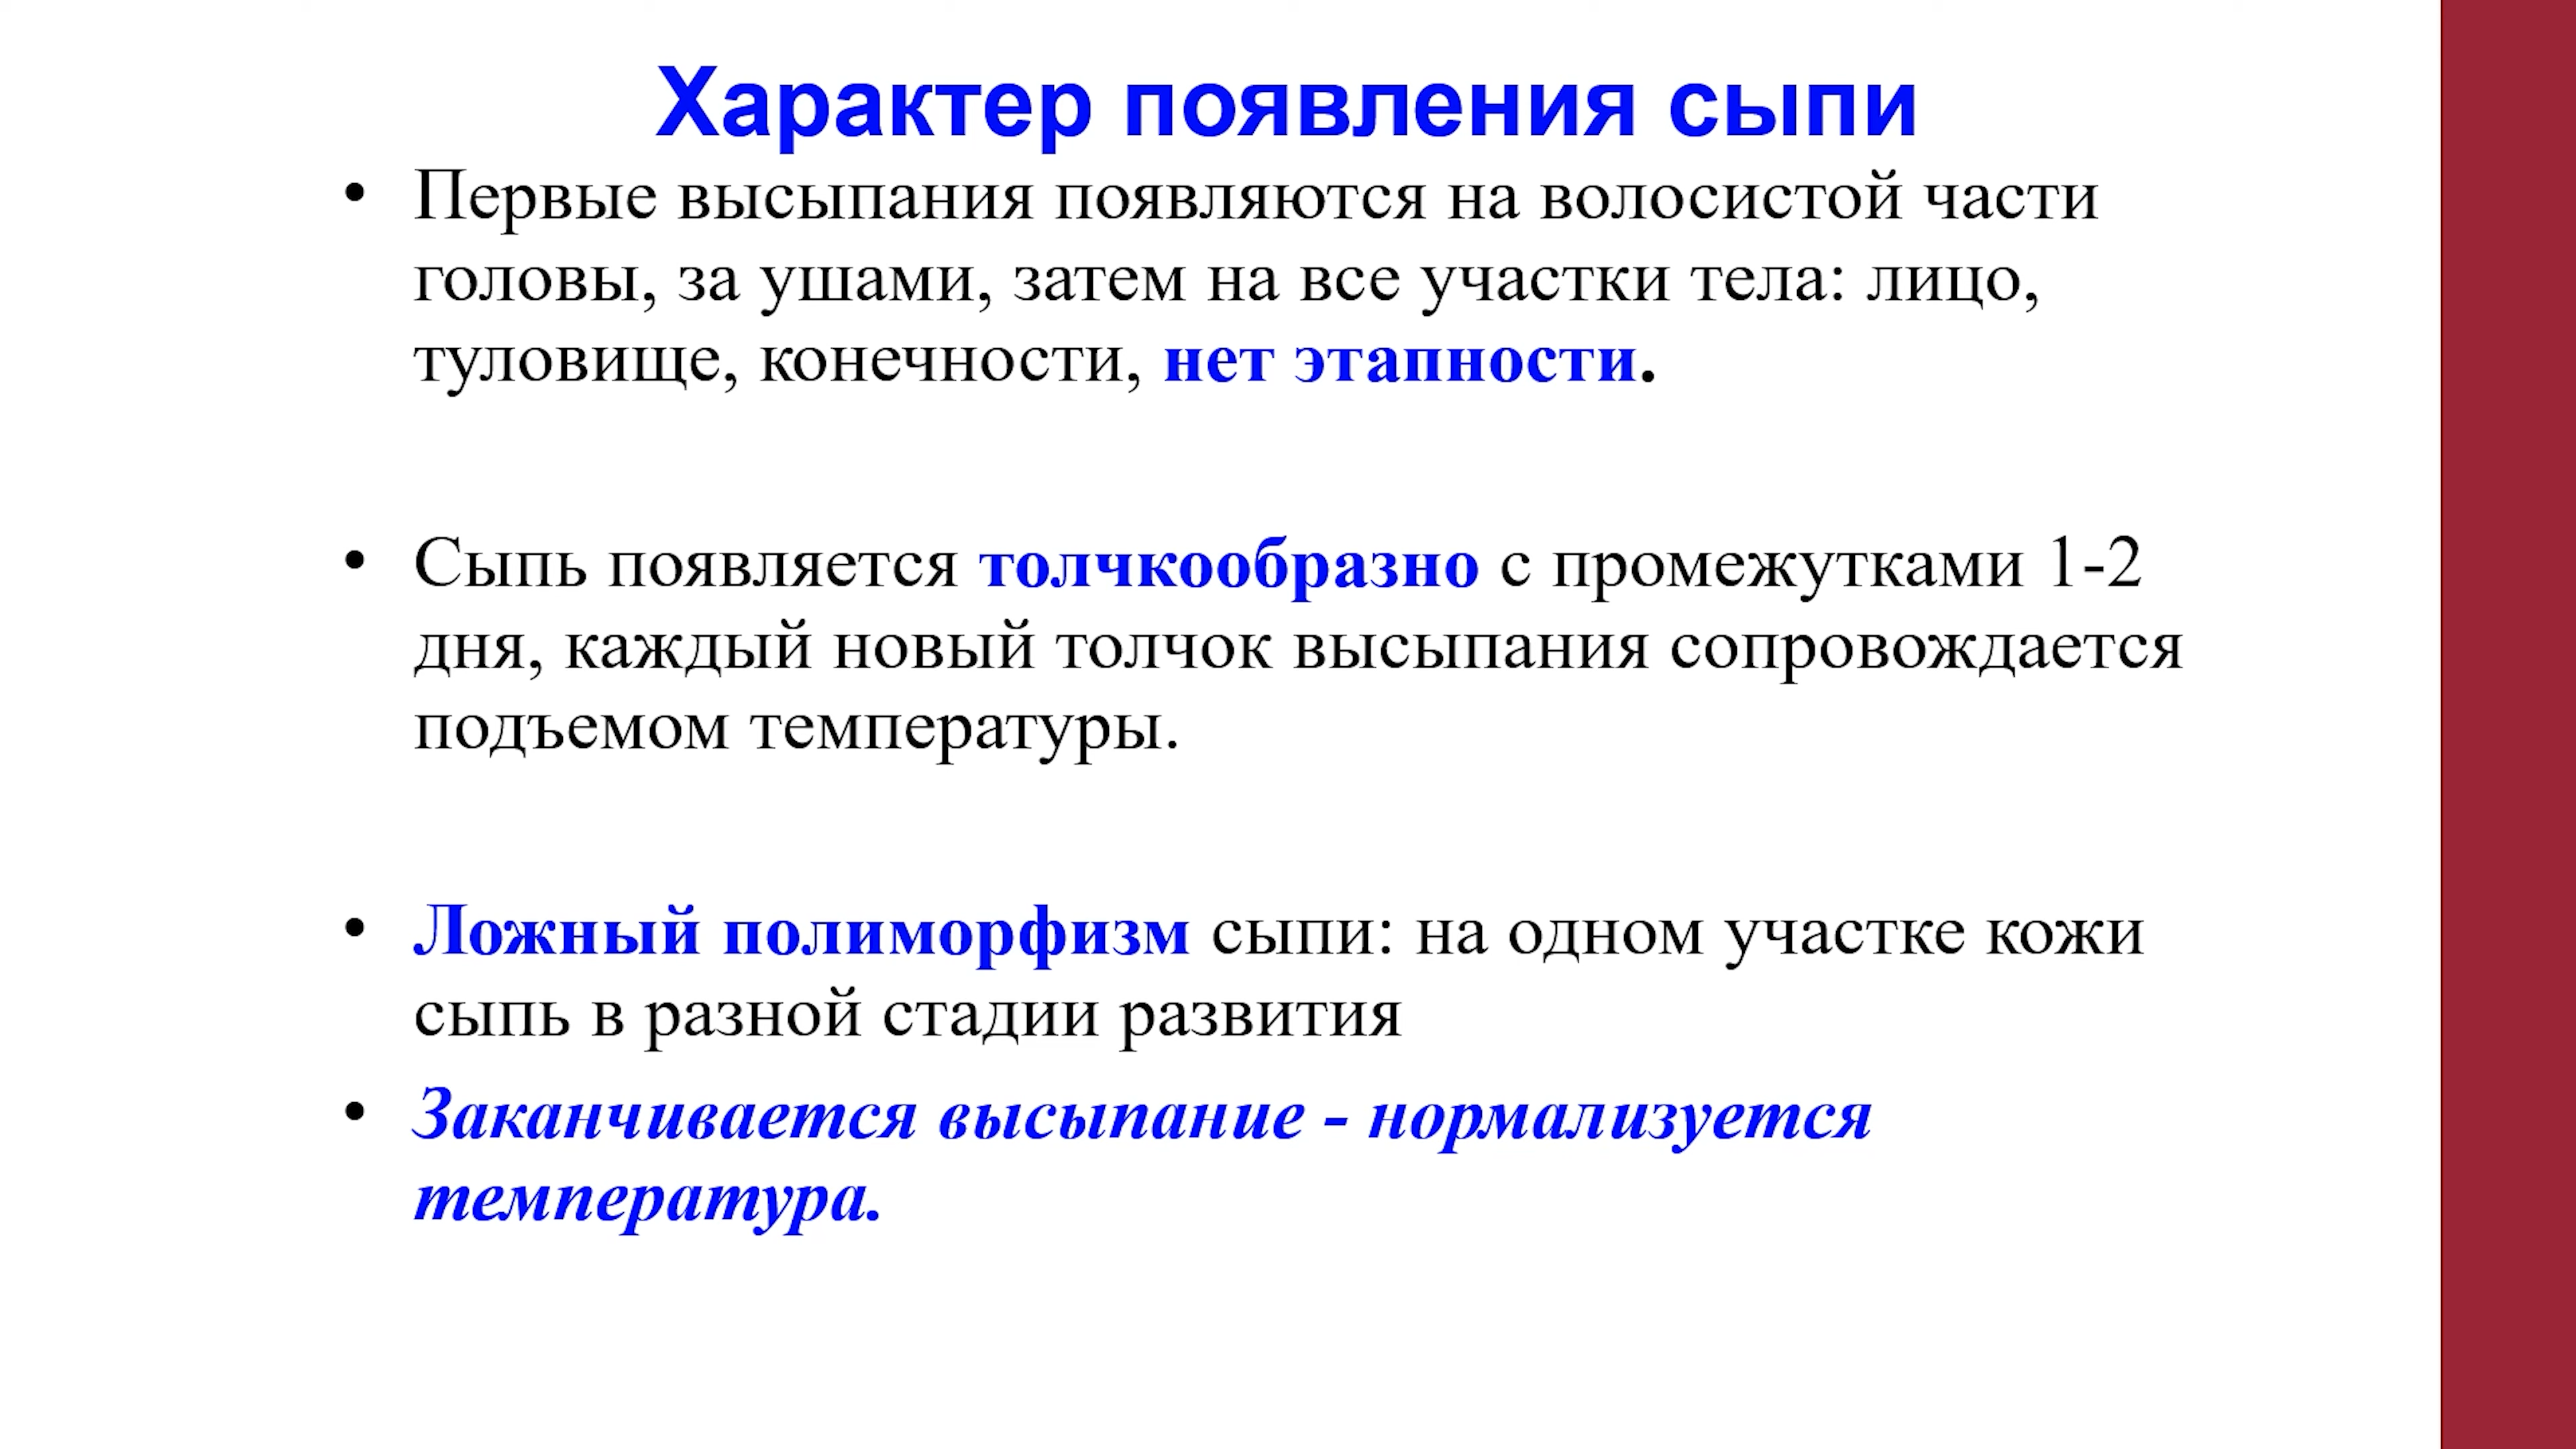 Характер появления сыпи
• Первые высыпания появляются на волосистой части
головы, за ушами, затем на все участки тела: лицо,
туловище, конечности, нет этапности.
• Сыпь появляется толчкообразно с промежутками 1-2
дня, каждый новый толчок высыпания сопровождается
подъемом температуры.
• Ложный полиморфизм сыпи: на одном участке кожи
сыпь в разной стадии развития
• Заканчивается высыпание - нормализуется
температура.